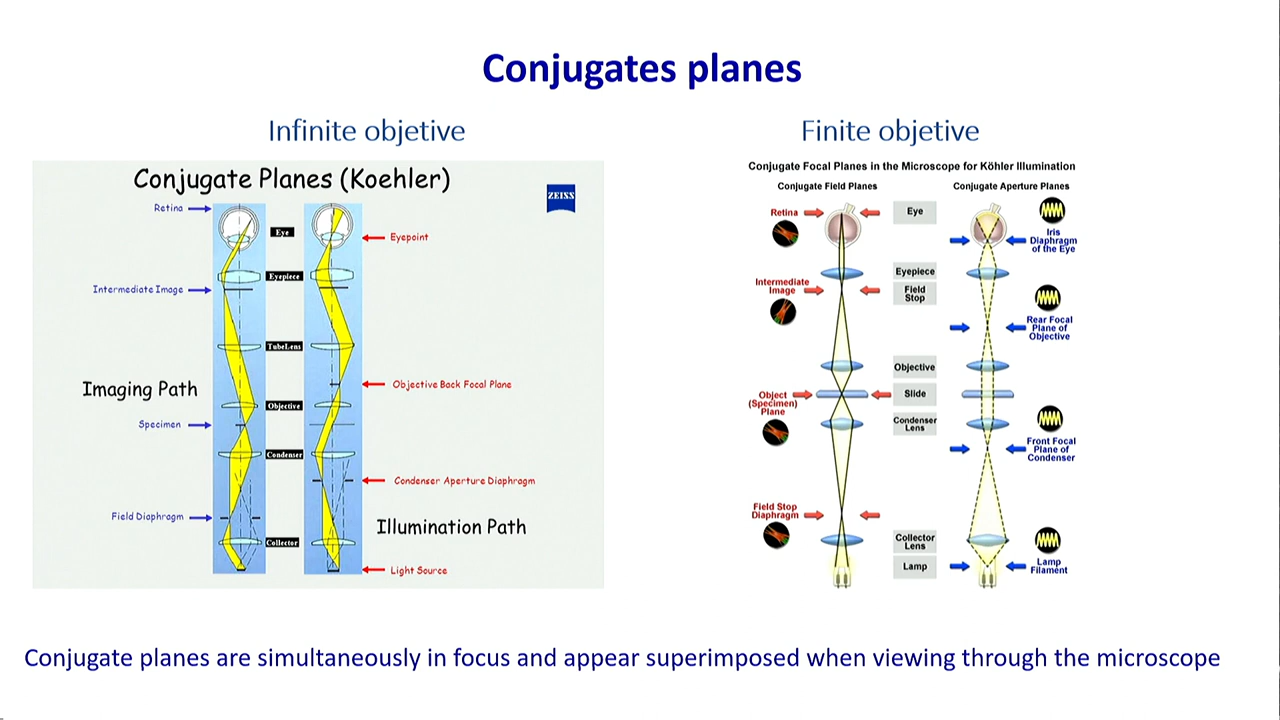 Conjugates planes
Infinite objetive
Conjugate Planes (Koehler)
ZEISS
Retina
Eye
Eyepoint
Eyepiece
Intermediate Image
TubeLens
Imaging Path
Objective Back Focal Plane
Objective
Specimen
Condenser
Condenser Aperture Diaphragm
Field Diaphragm
Illumination Path
Collector
Light Source
Finite objetive
Conjugate Focal Planes in the Microscope for Köhler Illumination
Conjugate Field Planes
Conjugate Aperture Planes
Retina
Eye
Iris
Diaphragm
of the Eye
Eyepiece
Intermediate
Image
Field
Stop
Rear Focal
Plane of
Objective
Objective
Object
(Specimen)
Plane
Slide
Condenser
Lens
Front Focal
Plane of
Condenser
Field Stop
Diaphragm
Collector
Lens
Lamp
Lamp
Filament
Conjugate planes are simultaneously in focus and appear superimposed when viewing through the microscope